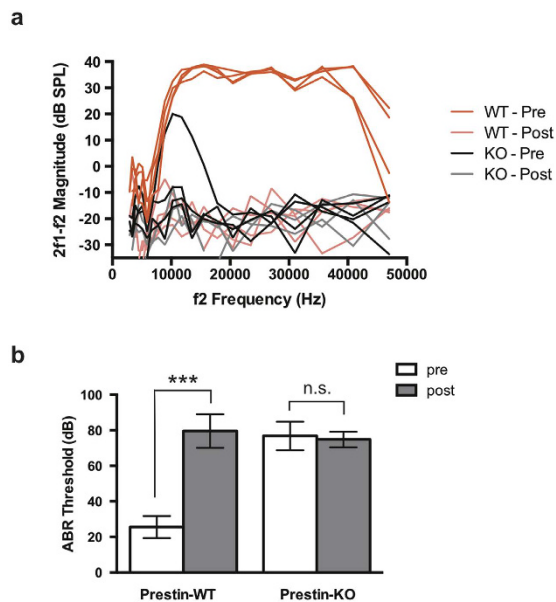 a
2f1-f2 Magnitude (dB SPL)
40
30
20
10
0
-10
-20
-30
0
10000
20000
30000
40000
50000
f2 Frequency (Hz)
WT - Pre
WT - Post
KO - Pre
KO - Post
b
ABR Threshold (dB)
100
80
60
40
20
0
***
n.s.
pre
post
Prestin-WT
Prestin-KO